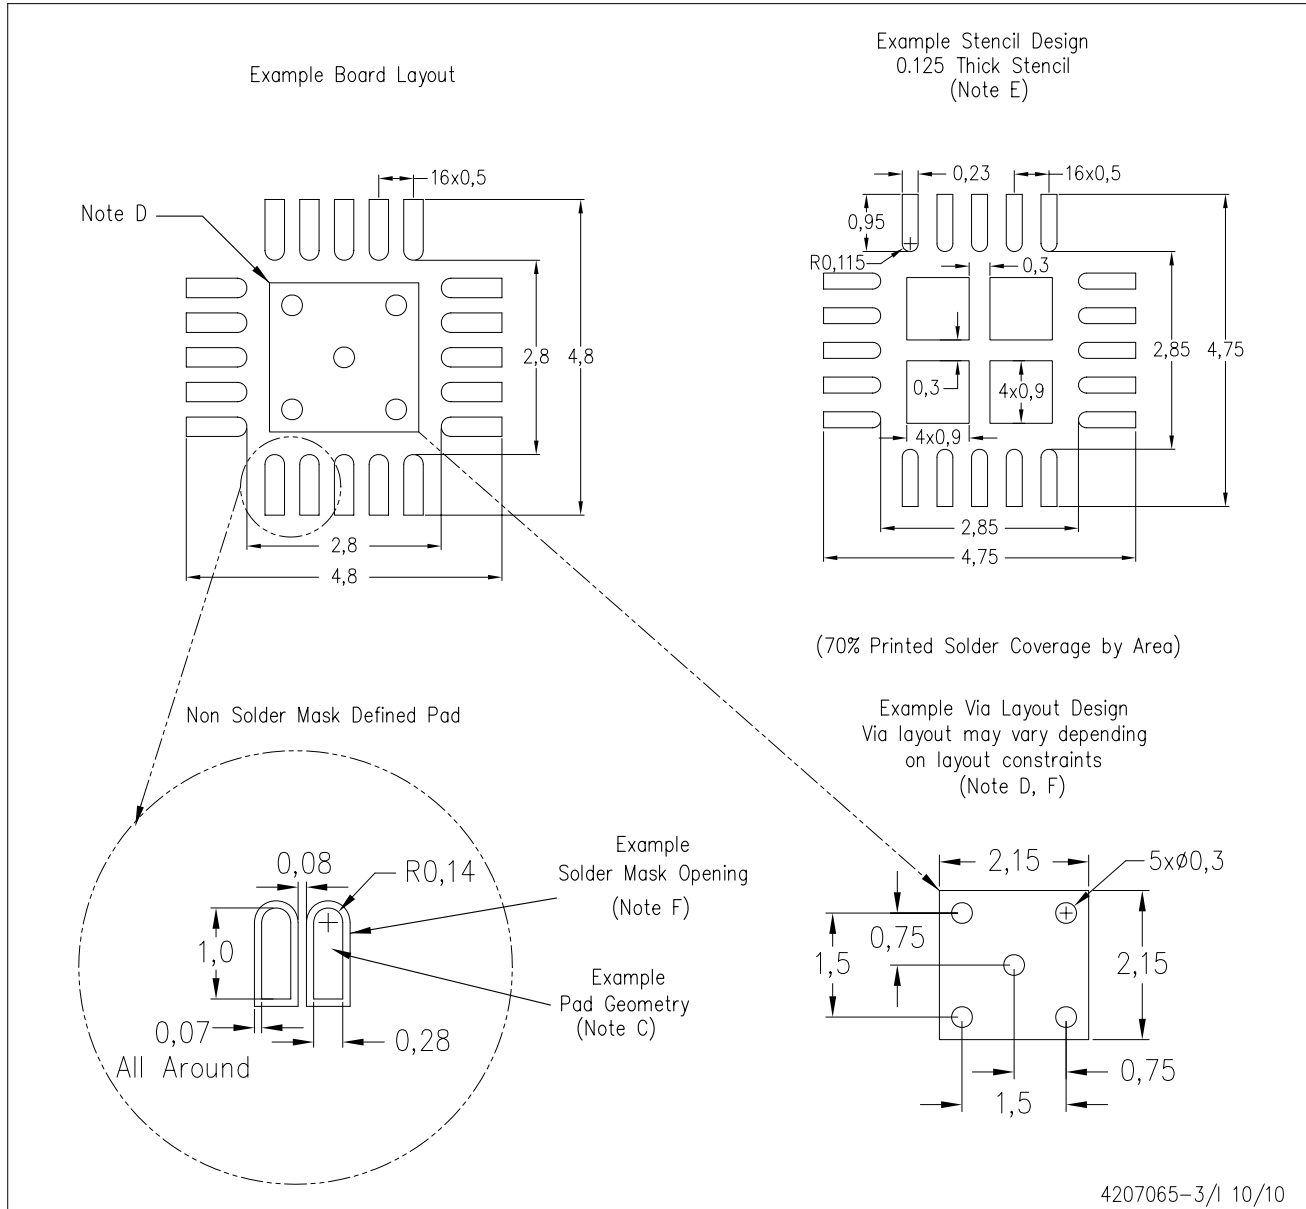 Example Board Layout
16x0,5
Note D
2,8
4,8
2,8
4,8
Example Stencil Design
0.125 Thick Stencil
(Note E)
0,23
16x0,5
0,95
R0,115
0,3
2,85
4,75
0,3
4x0,9
4x0,9
2,85
4,75
(70% Printed Solder Coverage by Area)
Non Solder Mask Defined Pad
0,08
R0,14
1,0
0,07
All Around
0,28
Example
Solder Mask Opening
(Note F)
Example
Pad Geometry
(Note C)
Example Via Layout Design
Via layout may vary depending
on layout constraints
(Note D, F)
2,15
5xø0,3
0,75
1,5
2,15
0,75
1,5
4207065-3/I 10/10